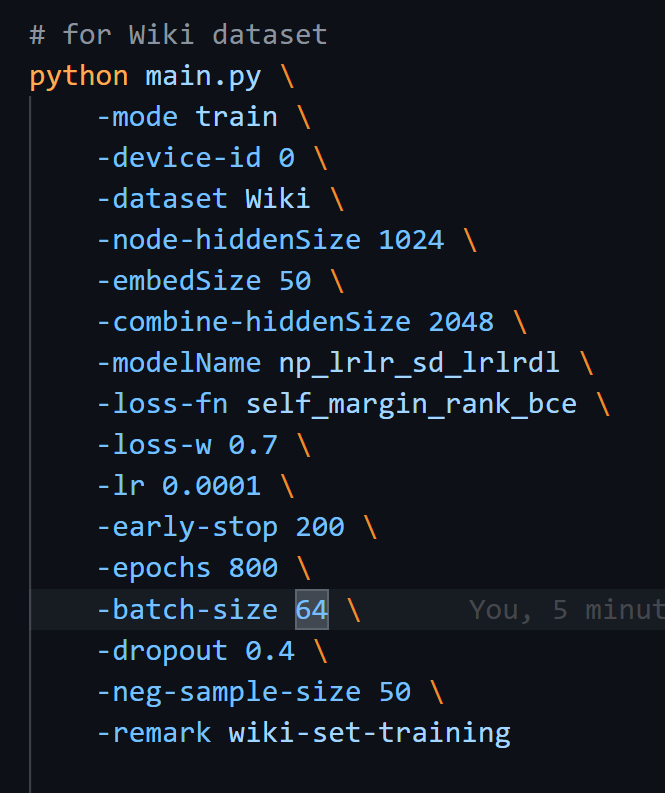 # for Wiki dataset
python main.py \
-mode train \
-device-id 0 \
-dataset Wiki \
-node-hiddenSize 1024 \
-embedSize 50 \
-combine-hiddenSize 2048 \
-modelName np_lrlr_sd_lrlrdl \
-loss-fn self_margin_rank_bce \
-loss-w 0.7 \
-lr 0.0001 \
-early-stop 200 \
-epochs 800 \
-batch-size 64 \ You, 5 minut
-dropout 0.4 \
-neg-sample-size 50 \
-remark wiki-set-training